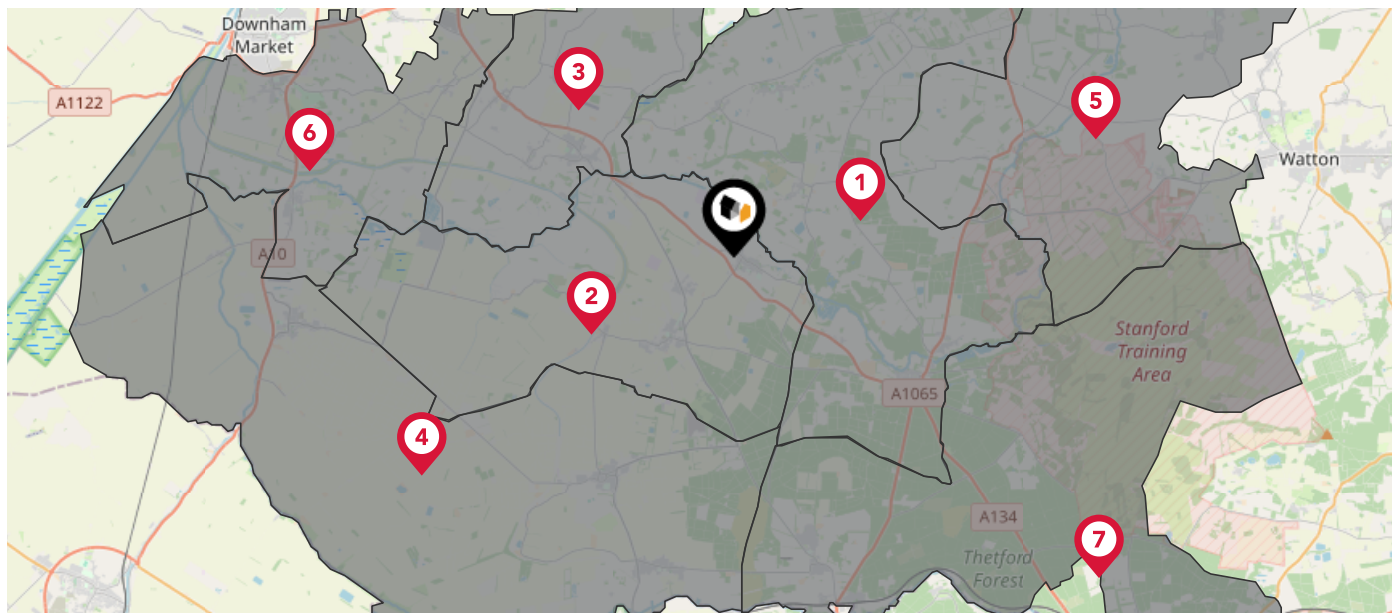 Downham
Market
3
A1122
5
6
Watton
1
A10
2
Stanford
Training
Area
A1065
4
A134
7
Thetford
Forest